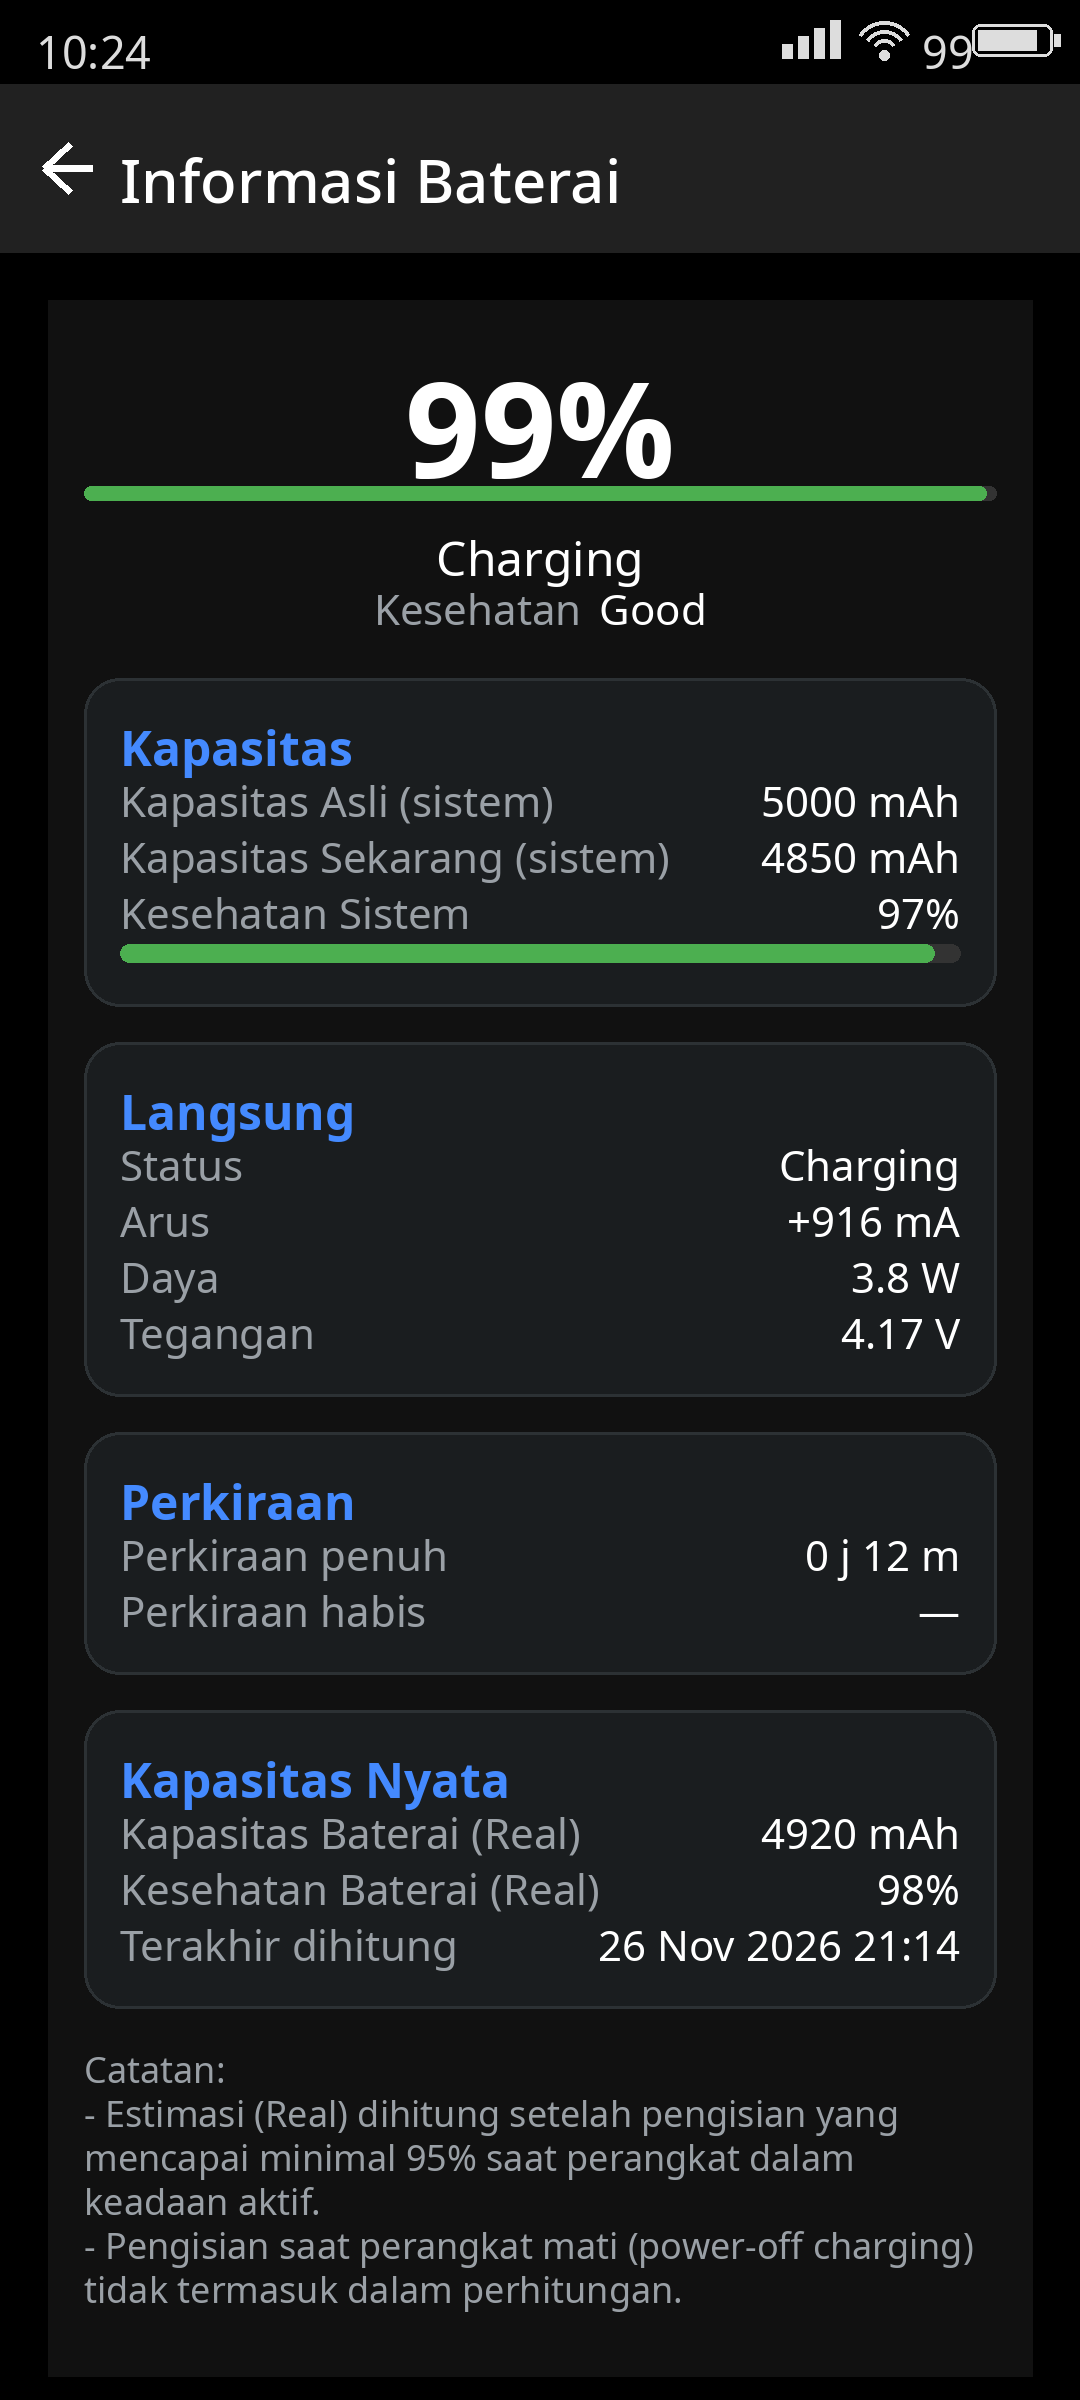 10:24 99
Informasi Baterai
99%
Charging
Kesehatan Good
Kapasitas
Kapasitas Asli (sistem) 5000 mAh
Kapasitas Sekarang (sistem) 4850 mAh
Kesehatan Sistem 97%
Langsung
Status Charging
Arus +916 mA
Daya 3.8 W
Tegangan 4.17 V
Perkiraan
Perkiraan penuh 0 j 12 m
Perkiraan habis —
Kapasitas Nyata
Kapasitas Baterai (Real) 4920 mAh
Kesehatan Baterai (Real) 98%
Terakhir dihitung 26 Nov 2026 21:14
Catatan:
- Estimasi (Real) dihitung setelah pengisian yang
mencapai minimal 95% saat perangkat dalam
keadaan aktif.
- Pengisian saat perangkat mati (power-off charging)
tidak termasuk dalam perhitungan.